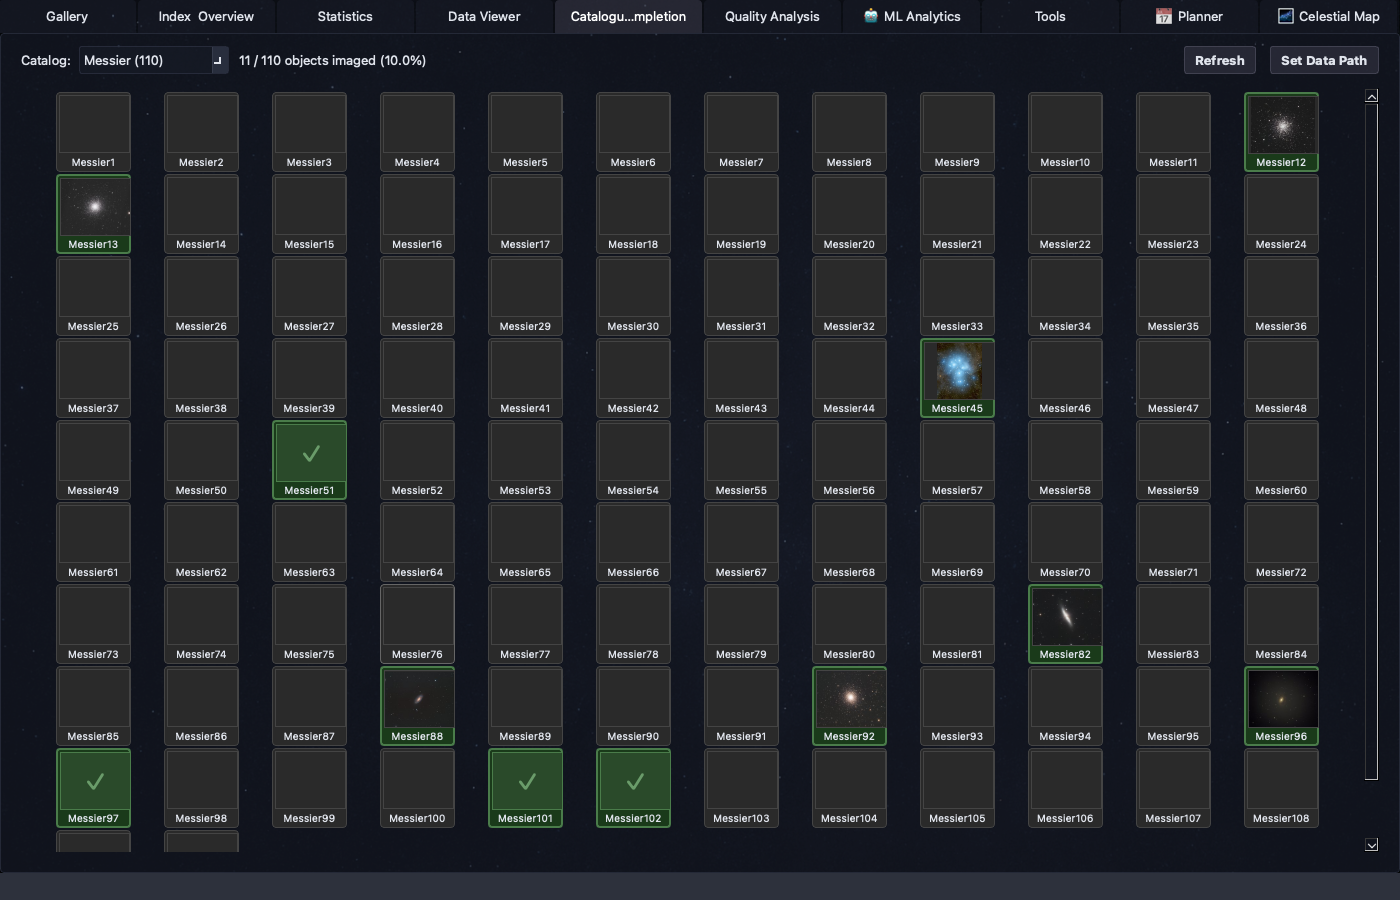 Gallery Index Overview Statistics Data Viewer Catalogu...mpletion Quality Analysis ML Analytics Tools Planner Celestial Map
Catalog: Messier (110) 11 / 110 objects imaged (10.0%) Refresh Set Data Path
Messier1 Messier2 Messier3 Messier4 Messier5 Messier6 Messier7 Messier8 Messier9 Messier10 Messier11 Messier12
Messier13 Messier14 Messier15 Messier16 Messier17 Messier18 Messier19 Messier20 Messier21 Messier22 Messier23 Messier24
Messier25 Messier26 Messier27 Messier28 Messier29 Messier30 Messier31 Messier32 Messier33 Messier34 Messier35 Messier36
Messier37 Messier38 Messier39 Messier40 Messier41 Messier42 Messier43 Messier44 Messier45 Messier46 Messier47 Messier48
Messier49 Messier50 Messier51 Messier52 Messier53 Messier54 Messier55 Messier56 Messier57 Messier58 Messier59 Messier60
Messier61 Messier62 Messier63 Messier64 Messier65 Messier66 Messier67 Messier68 Messier69 Messier70 Messier71 Messier72
Messier73 Messier74 Messier75 Messier76 Messier77 Messier78 Messier79 Messier80 Messier81 Messier82 Messier83 Messier84
Messier85 Messier86 Messier87 Messier88 Messier89 Messier90 Messier91 Messier92 Messier93 Messier94 Messier95 Messier96
Messier97 Messier98 Messier99 Messier100 Messier101 Messier102 Messier103 Messier104 Messier105 Messier106 Messier107 Messier108